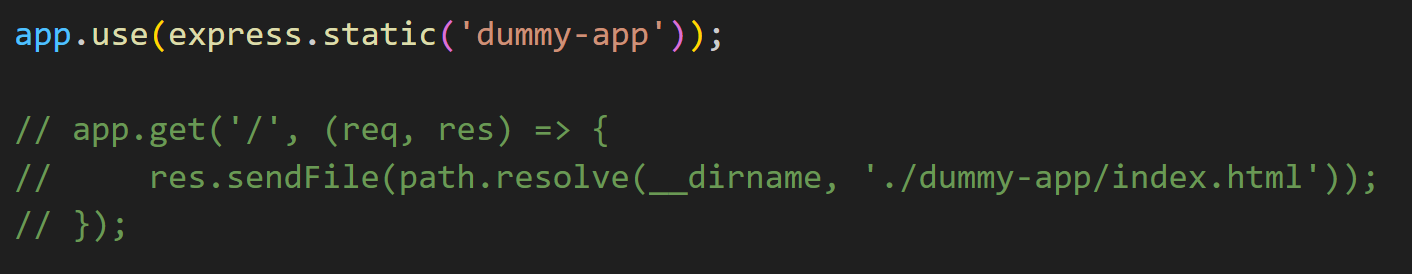 app.use(express.static('dummy-app'));
// app.get('/', (req, res) => {
//     res.sendFile(path.resolve(__dirname, './dummy-app/index.html'));
// });